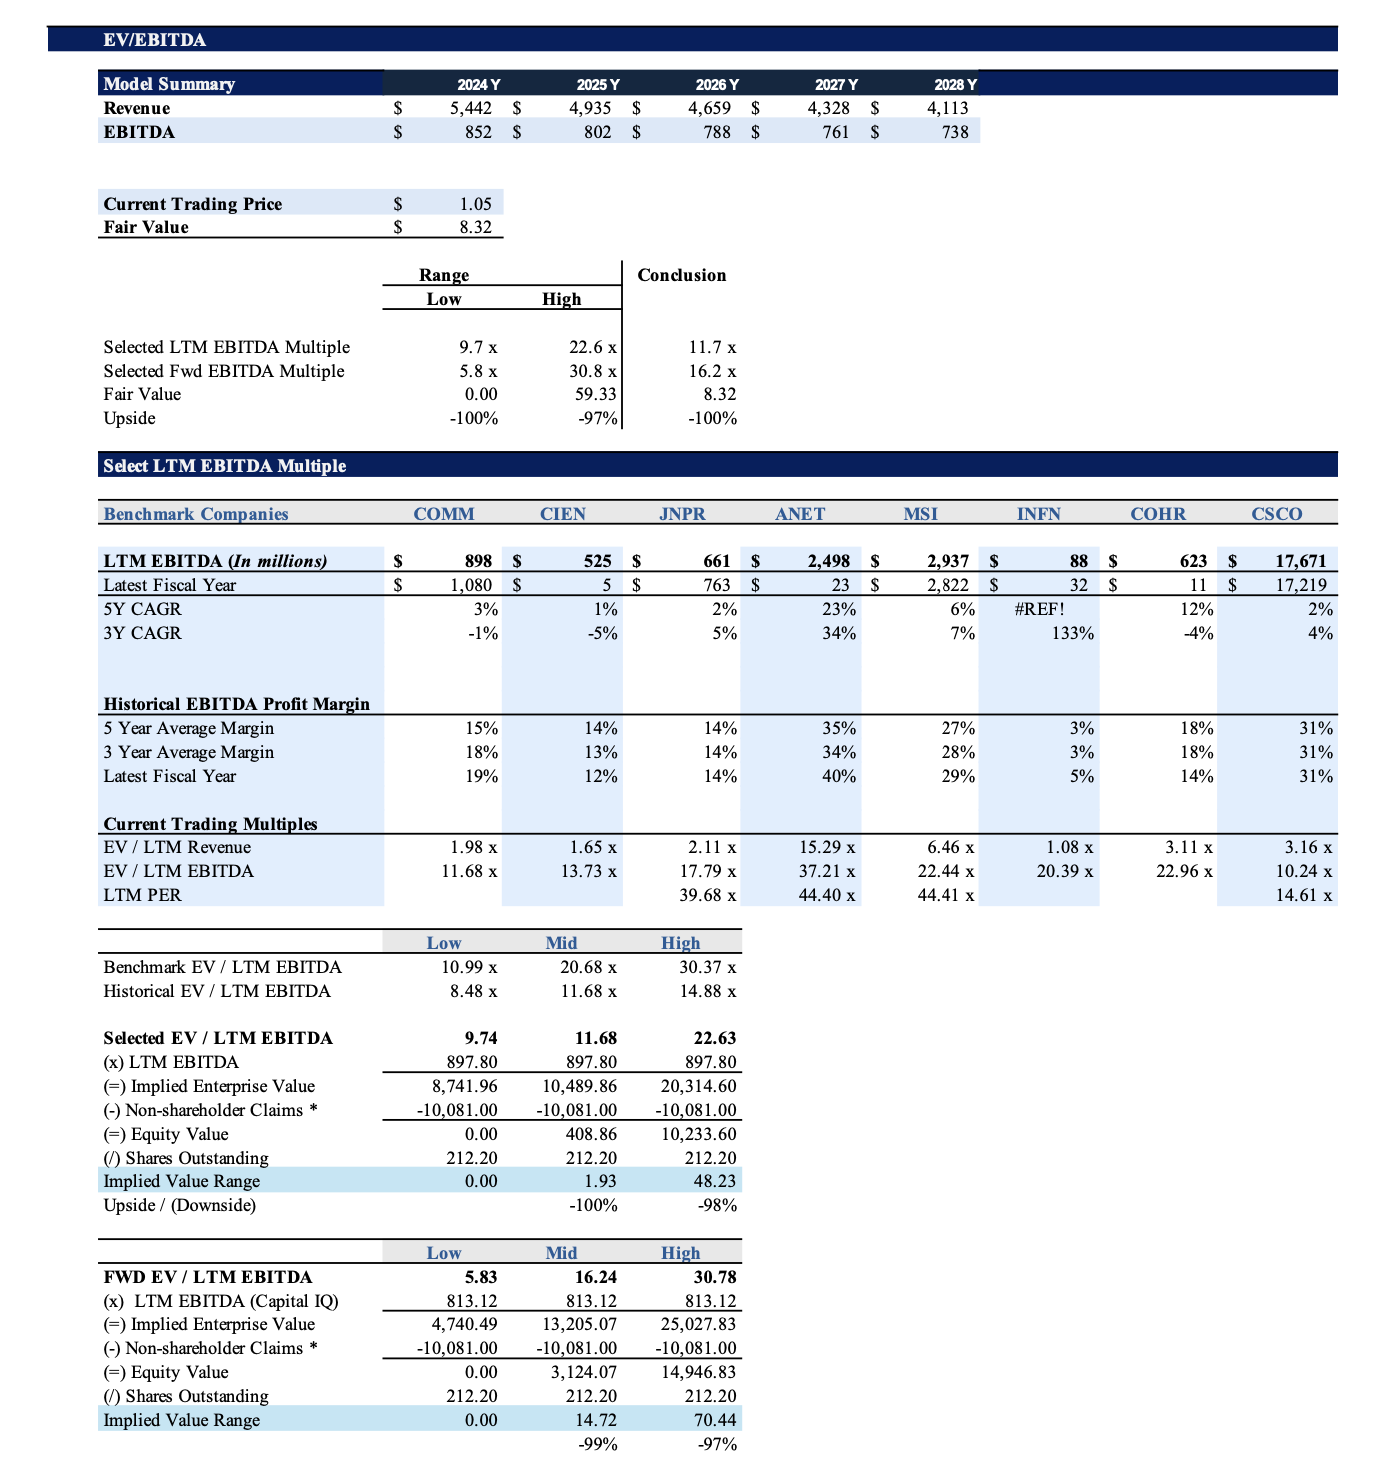 EV/EBITDA
Model Summary 2024 Y 2025 Y 2026 Y 2027 Y 2028 Y
Revenue $ 5,442 $ 4,935 $ 4,659 $ 4,328 $ 4,113
EBITDA $ 852 $ 802 $ 788 $ 761 $ 738
Current Trading Price $ 1.05
Fair Value $ 8.32
Range Conclusion
Low High
Selected LTM EBITDA Multiple 9.7 x 22.6 x 11.7 x
Selected Fwd EBITDA Multiple 5.8 x 30.8 x 16.2 x
Fair Value 0.00 59.33 8.32
Upside -100% -97% -100%
Select LTM EBITDA Multiple
Benchmark Companies COMM CIEN JNPR ANET MSI INFN COHR CSCO
LTM EBITDA (In millions) $ 898 $ 525 $ 661 $ 2,498 $ 2,937 $ 88 $ 623 $ 17,671
Latest Fiscal Year $ 1,080 $ 5 $ 763 $ 23 $ 2,822 $ 32 $ 11 $ 17,219
5Y CAGR 3% 1% 2% 23% 6% #REF! 12% 2%
3Y CAGR -1% -5% 5% 34% 7% 133% -4% 4%
Historical EBITDA Profit Margin
5 Year Average Margin 15% 14% 14% 35% 27% 3% 18% 31%
3 Year Average Margin 18% 13% 14% 34% 28% 3% 18% 31%
Latest Fiscal Year 19% 12% 14% 40% 29% 5% 14% 31%
Current Trading Multiples
EV / LTM Revenue 1.98 x 1.65 x 2.11 x 15.29 x 6.46 x 1.08 x 3.11 x 3.16 x
EV / LTM EBITDA 11.68 x 13.73 x 17.79 x 37.21 x 22.44 x 20.39 x 22.96 x 10.24 x
LTM PER 39.68 x 44.40 x 44.41 x 14.61 x
Low Mid High
Benchmark EV / LTM EBITDA 10.99 x 20.68 x 30.37 x
Historical EV / LTM EBITDA 8.48 x 11.68 x 14.88 x
Selected EV / LTM EBITDA 9.74 11.68 22.63
(x) LTM EBITDA 897.80 897.80 897.80
(=) Implied Enterprise Value 8,741.96 10,489.86 20,314.60
(-) Non-shareholder Claims * -10,081.00 -10,081.00 -10,081.00
(=) Equity Value 0.00 408.86 10,233.60
(/) Shares Outstanding 212.20 212.20 212.20
Implied Value Range 0.00 1.93 48.23
Upside / (Downside) -100% -98%
Low Mid High
FWD EV / LTM EBITDA 5.83 16.24 30.78
(x) LTM EBITDA (Capital IQ) 813.12 813.12 813.12
(=) Implied Enterprise Value 4,740.49 13,205.07 25,027.83
(-) Non-shareholder Claims * -10,081.00 -10,081.00 -10,081.00
(=) Equity Value 0.00 3,124.07 14,946.83
(/) Shares Outstanding 212.20 212.20 212.20
Implied Value Range 0.00 14.72 70.44
-99% -97%